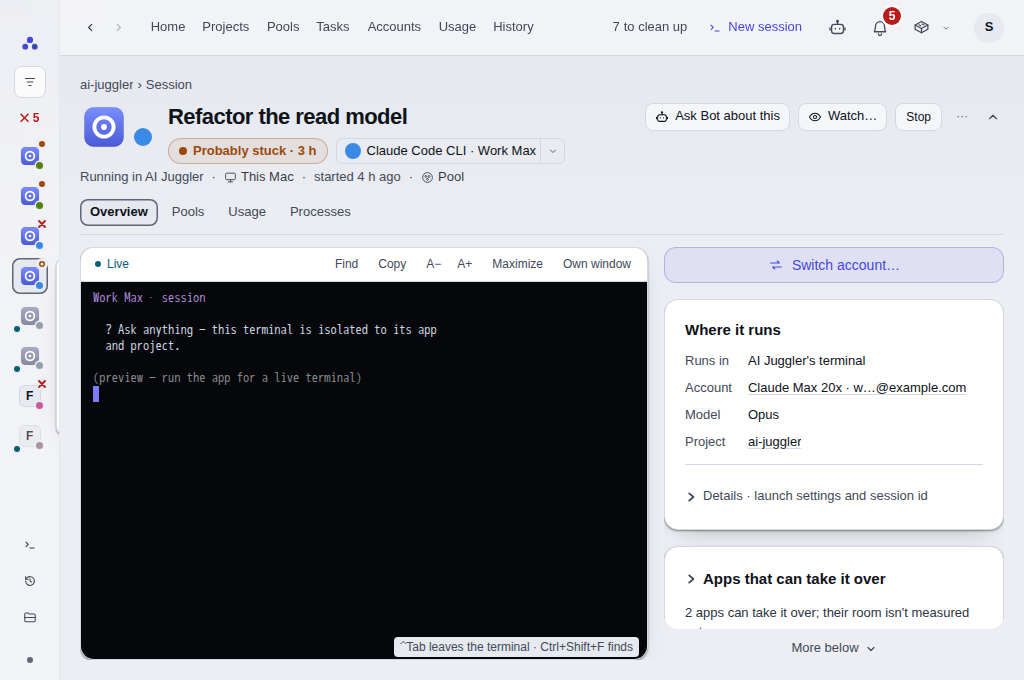 Home Projects Pools Tasks Accounts Usage History 7 to clean up New session 5 S
5
ai-juggler › Session
Refactor the read model
Ask Bot about this Watch… Stop ···
Probably stuck · 3 h Claude Code CLI · Work Max
Running in AI Juggler · This Mac · started 4 h ago · Pool
Overview Pools Usage Processes
Live Find Copy A− A+ Maximize Own window
Work Max · session
? Ask anything — this terminal is isolated to its app
and project.
(preview — run the app for a live terminal)
^Tab leaves the terminal · Ctrl+Shift+F finds
F
F
Switch account…
Where it runs
Runs in AI Juggler's terminal
Account Claude Max 20x · w…@example.com
Model Opus
Project ai-juggler
Details · launch settings and session id
Apps that can take it over
2 apps can take it over; their room isn't measured
More below